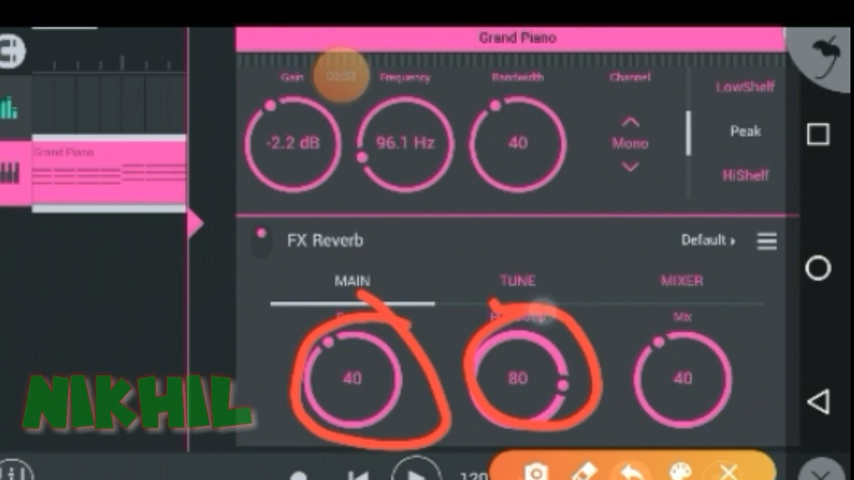 Grand Piano
Gain Frequency Bandwidth Channel LowShelf
-2.2 dB 96.1 Hz 40 Mono Peak
HiShelf
Grand Piano
FX Reverb Default
MAIN TUNE MIXER
Mix
40 80 40
NIKHIL
120